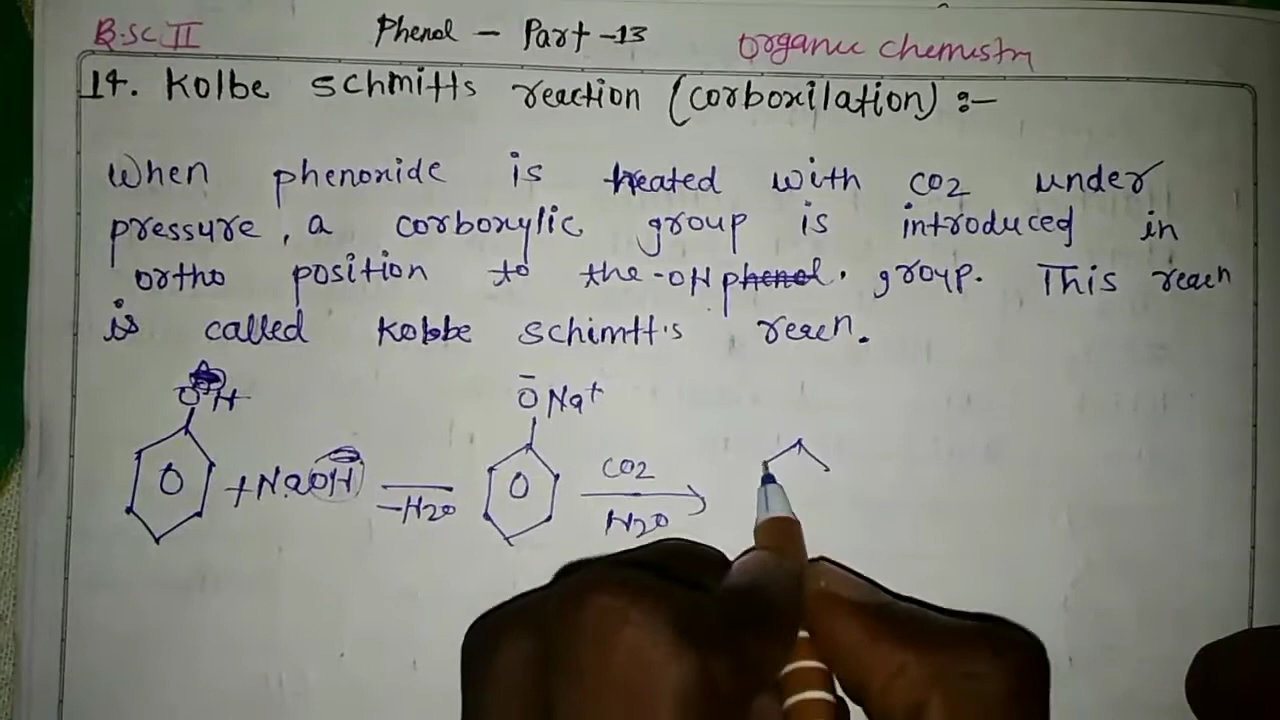 B.SC II Phenol - Part -13 organic chemistry
14. Kolbe schmitts reaction (corboxilation) :-
When phenoxide is treated with CO2 under
pressure, a corboxylic group is introduced in
ortho position to the -OH phenol. group. This reacn
is called Kolbe Schimtt's reacn.
OH ŌNa+
+NaOH -H2O CO2 H2O